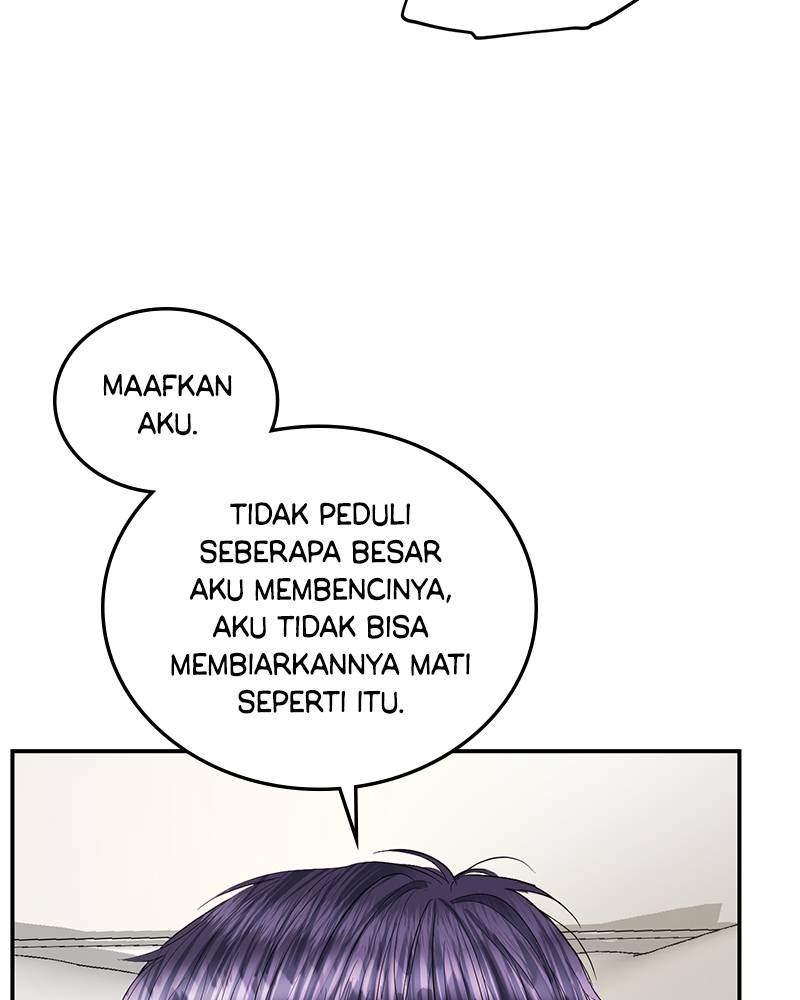 MAAFKAN
AKU.
TIDAK PEDULI
SEBERAPA BESAR
AKU MEMBENCINYA,
AKU TIDAK BISA
MEMBIARKANNYA MATI
SEPERTI ITU.